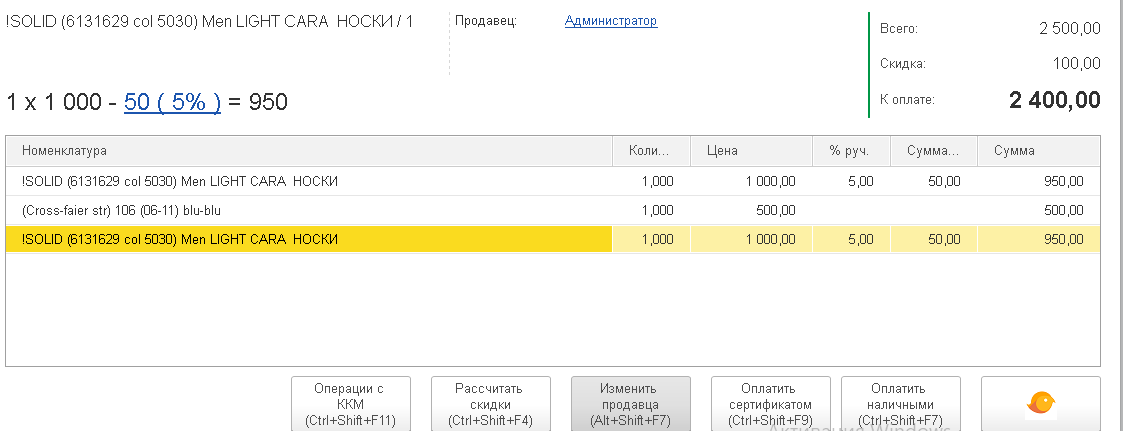 !SOLID (6131629 col 5030) Men LIGHT CARA НОСКИ / 1
Продавец: Администратор
Всего: 2 500,00
Скидка: 100,00
К оплате: 2 400,00
1 x 1 000 - 50 ( 5% ) = 950
Номенклатура Коли... Цена % руч. Сумма... Сумма
!SOLID (6131629 col 5030) Men LIGHT CARA НОСКИ 1,000 1 000,00 5,00 50,00 950,00
(Cross-faier str) 106 (06-11) blu-blu 1,000 500,00 500,00
!SOLID (6131629 col 5030) Men LIGHT CARA НОСКИ 1,000 1 000,00 5,00 50,00 950,00
Операции с
ККМ
(Ctrl+Shift+F11)
Рассчитать
скидки
(Ctrl+Shift+F4)
Изменить
продавца
(Alt+Shift+F7)
Оплатить
сертификатом
(Ctrl+Shift+F9)
Оплатить
наличными
(Ctrl+Shift+F7)
Активация Windows